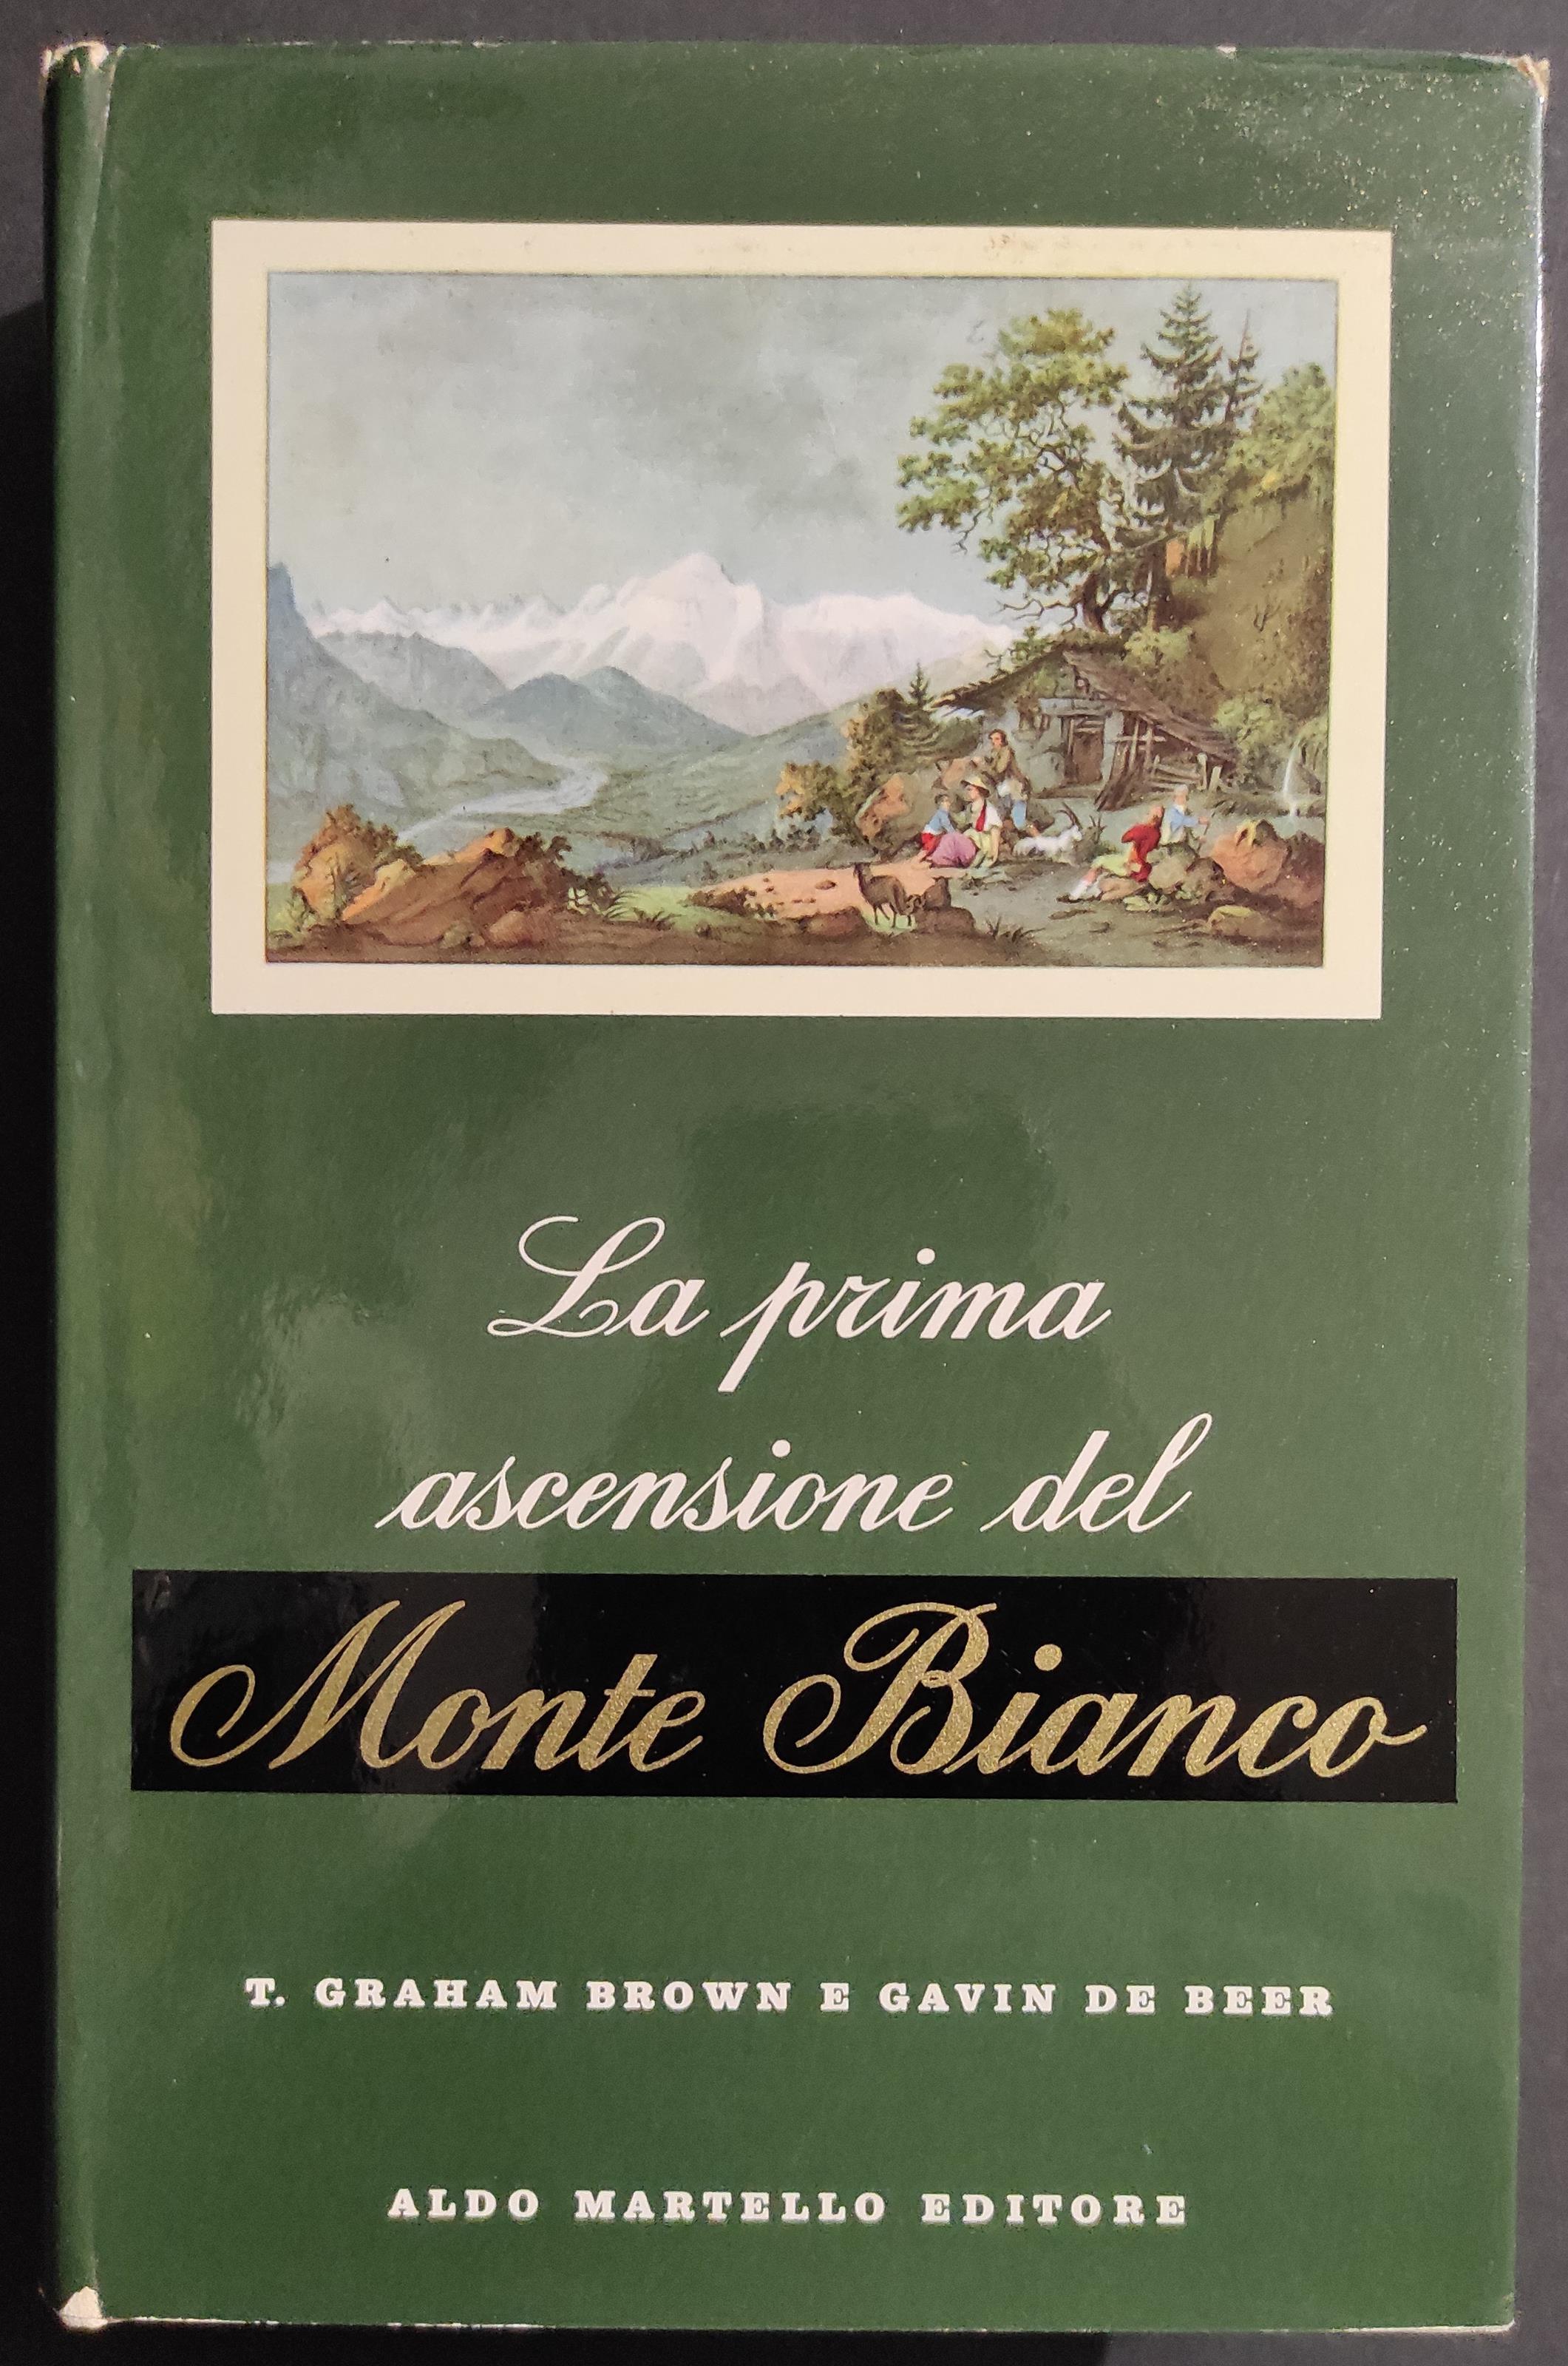 La prima
ascensione del
Monte Bianco
T. GRAHAM BROWN E GAVIN DE BEER
ALDO MARTELLO EDITORE